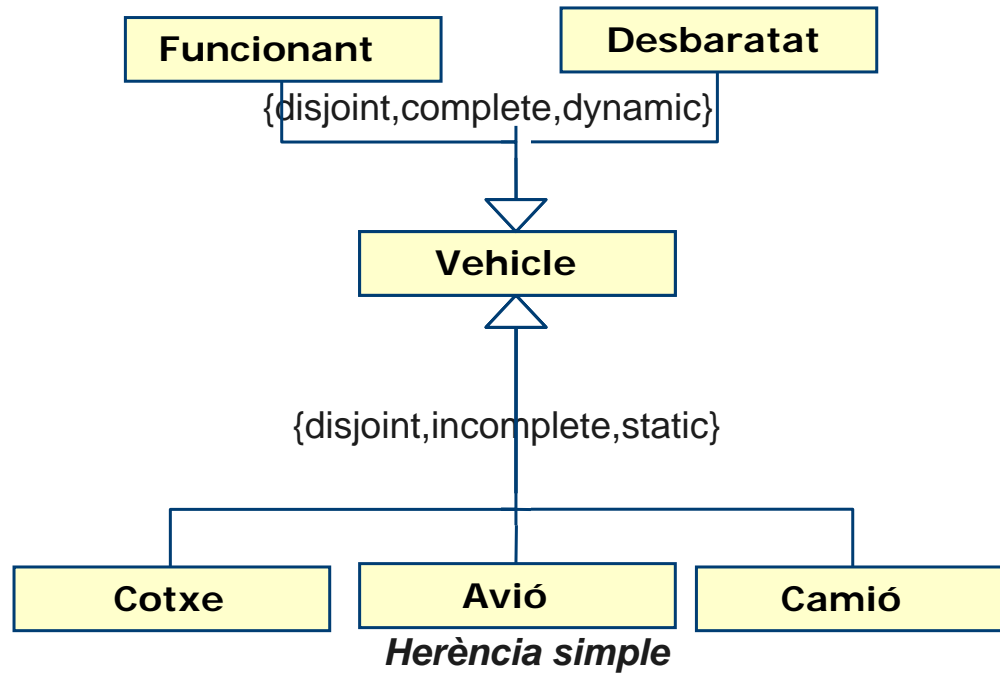 Funcionant
Desbaratat
{disjoint,complete,dynamic}
Vehicle
{disjoint,incomplete,static}
Cotxe
Avió
Camió
Herència simple